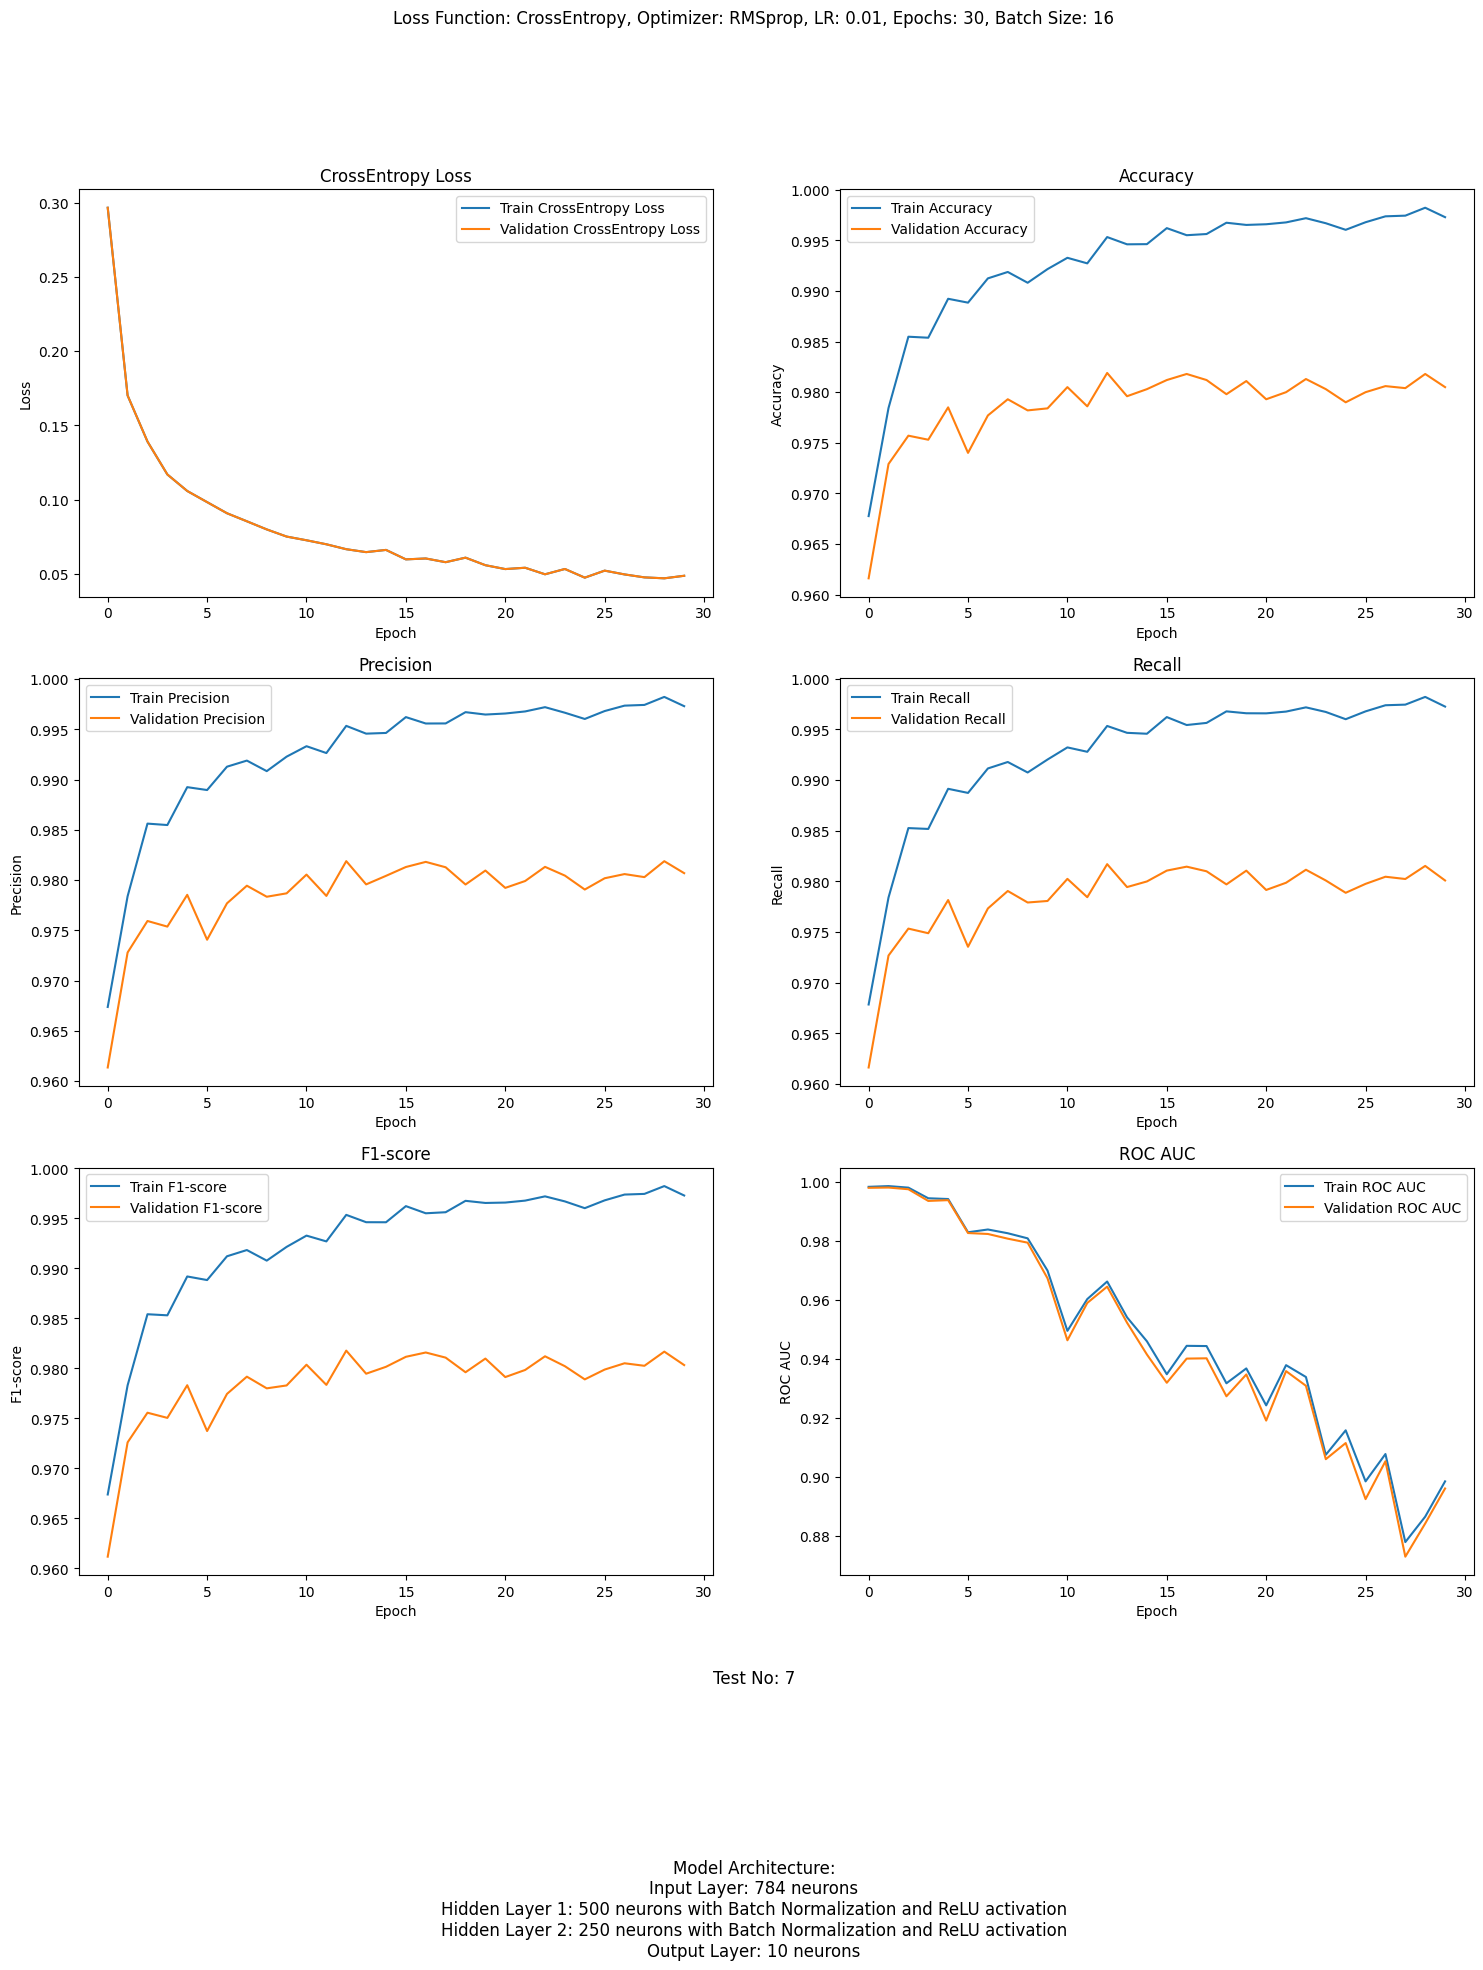 Loss Function: CrossEntropy, Optimizer: RMSprop, LR: 0.01, Epochs: 30, Batch Size: 16
CrossEntropy Loss
Train CrossEntropy Loss
Validation CrossEntropy Loss
0.30
0.25
0.20
0.15
0.10
0.05
Loss
0
5
10
15
20
25
30
Epoch
Accuracy
Train Accuracy
Validation Accuracy
1.000
0.995
0.990
0.985
0.980
0.975
0.970
0.965
0.960
Accuracy
0
5
10
15
20
25
30
Epoch
Precision
Train Precision
Validation Precision
1.000
0.995
0.990
0.985
0.980
0.975
0.970
0.965
0.960
Precision
0
5
10
15
20
25
30
Epoch
Recall
Train Recall
Validation Recall
1.000
0.995
0.990
0.985
0.980
0.975
0.970
0.965
0.960
Recall
0
5
10
15
20
25
30
Epoch
F1-score
Train F1-score
Validation F1-score
1.000
0.995
0.990
0.985
0.980
0.975
0.970
0.965
0.960
F1-score
0
5
10
15
20
25
30
Epoch
ROC AUC
Train ROC AUC
Validation ROC AUC
1.00
0.98
0.96
0.94
0.92
0.90
0.88
ROC AUC
0
5
10
15
20
25
30
Epoch
Test No: 7
Model Architecture:
Input Layer: 784 neurons
Hidden Layer 1: 500 neurons with Batch Normalization and ReLU activation
Hidden Layer 2: 250 neurons with Batch Normalization and ReLU activation
Output Layer: 10 neurons